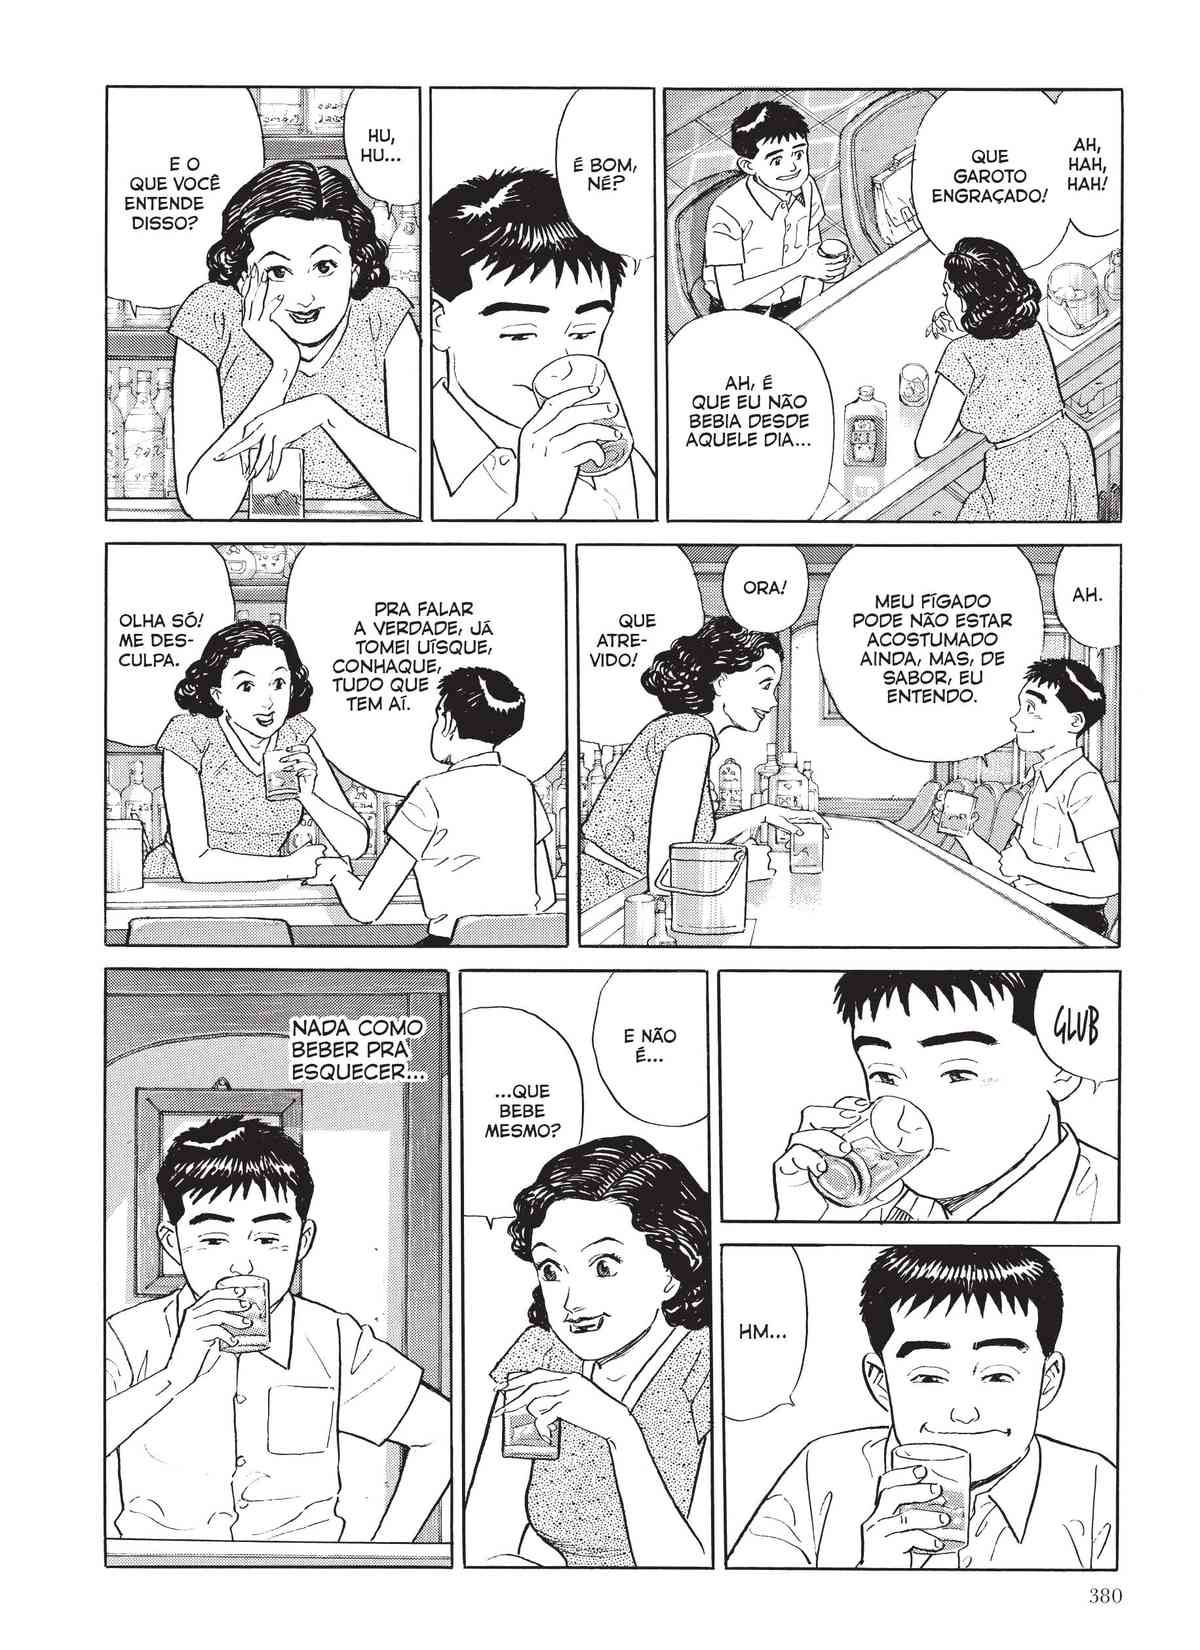 AH,
HAH,
HAH!
QUE
GAROTO
ENGRAÇADO!
AH, É
QUE EU NÃO
BEBIA DESDE
AQUELE DIA...
É BOM,
NÉ?
HU,
HU...
E O
QUE VOCÊ
ENTENDE
DISSO?
AH.
MEU FÍGADO
PODE NÃO ESTAR
ACOSTUMADO
AINDA, MAS, DE
SABOR, EU
ENTENDO.
ORA!
QUE
ATRE-
VIDO!
PRA FALAR
A VERDADE, JÁ
TOMEI UÍSQUE,
CONHAQUE,
TUDO QUE
TEM AÍ.
OLHA SÓ!
ME DES-
CULPA.
GLUB
HM...
E NÃO
É...
...QUE
BEBE
MESMO?
NADA COMO
BEBER PRA
ESQUECER...
380